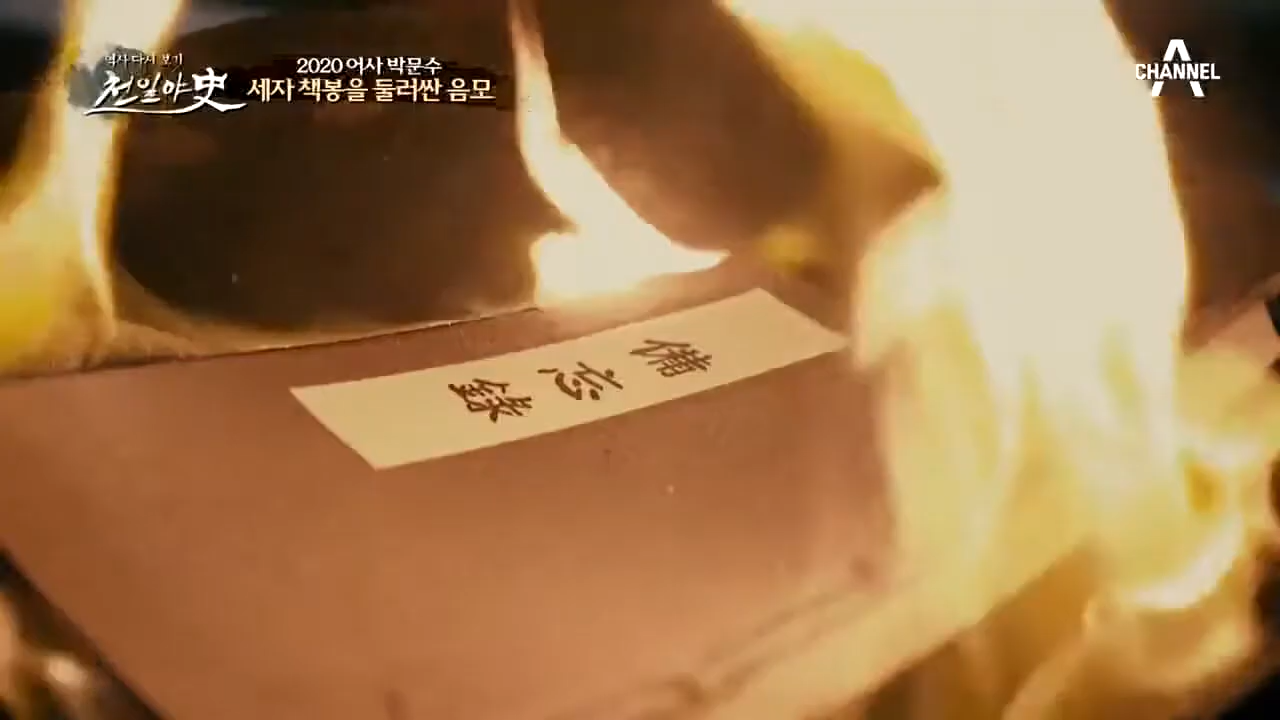 역사 다시 보기
천일야史
2020 어사 박문수
세자 책봉을 둘러싼 음모
CHANNEL A
備忘錄